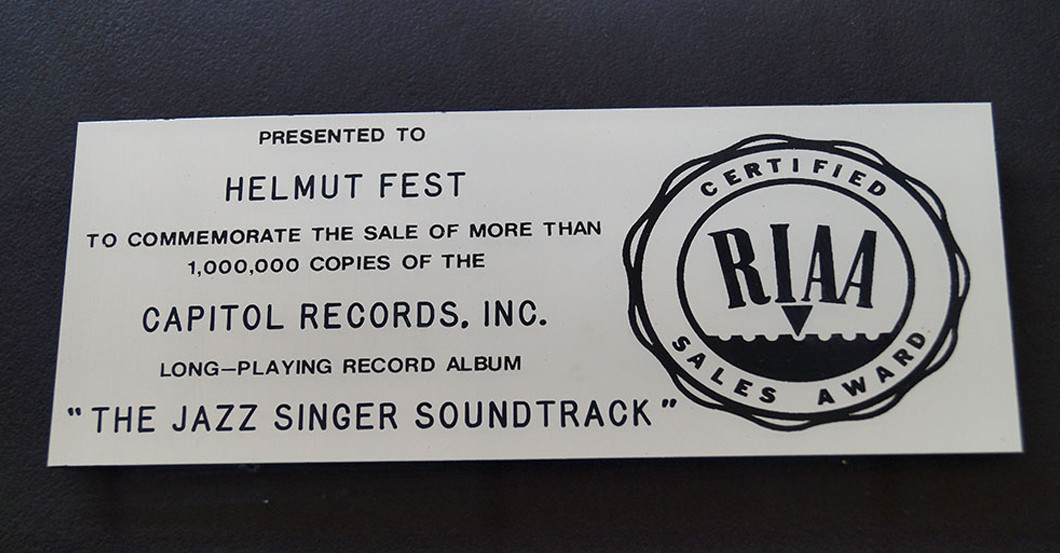 PRESENTED TO
HELMUT FEST
TO COMMEMORATE THE SALE OF MORE THAN
1,000,000 COPIES OF THE
CAPITOL RECORDS, INC.
LONG-PLAYING RECORD ALBUM
"THE JAZZ SINGER SOUNDTRACK"
CERTIFIED
RIAA
SALES AWARD